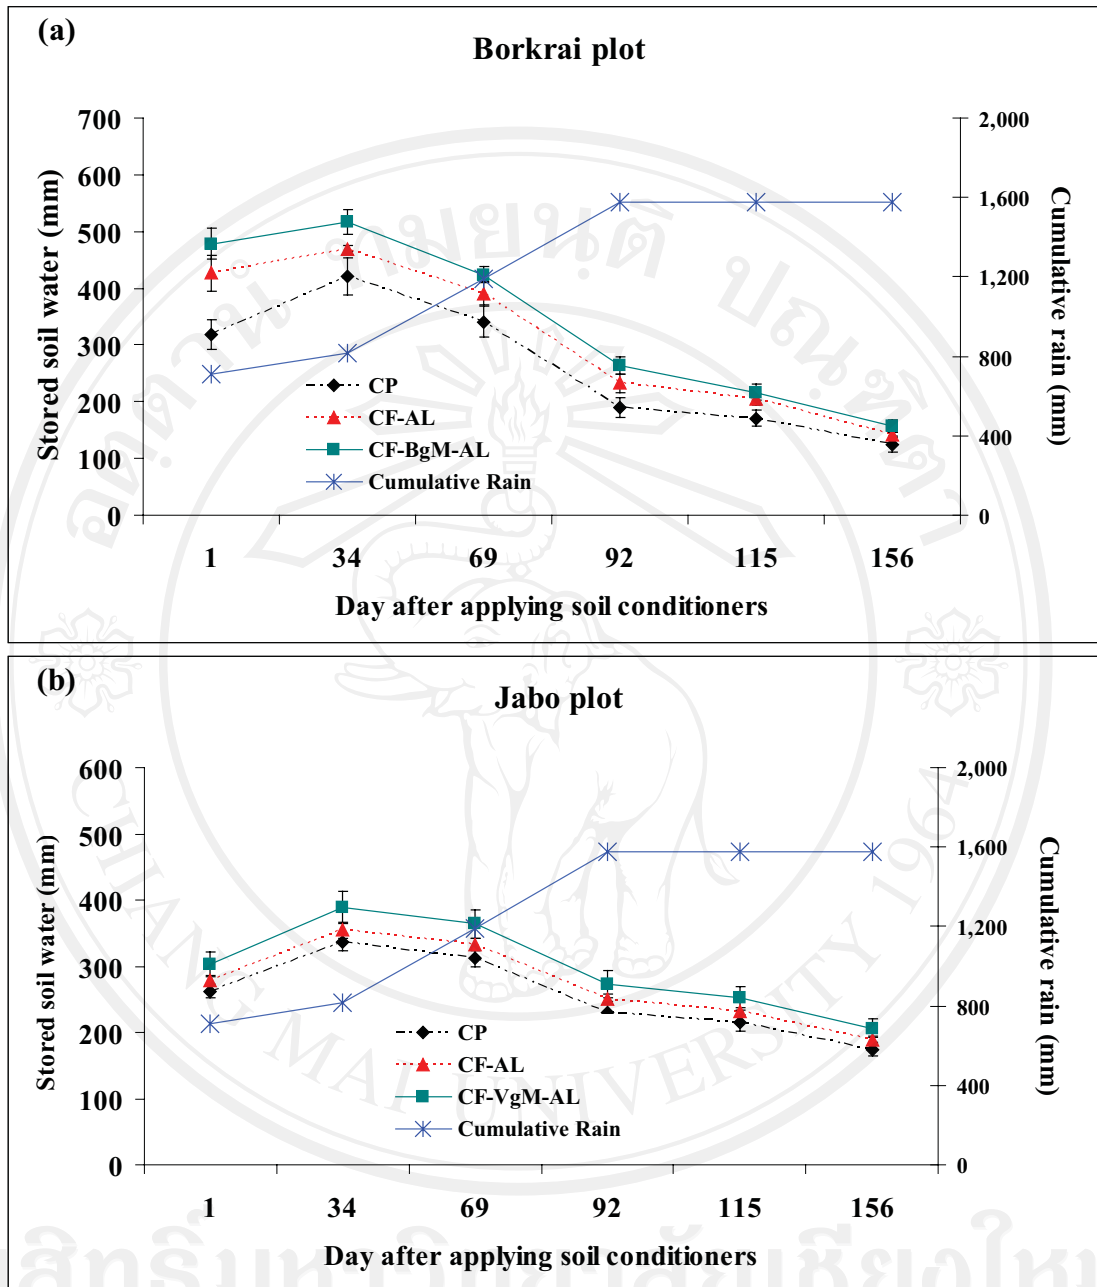 (a)
Borkrai plot
Stored soil water (mm)
700
600
500
400
300
200
100
0
2,000
1,600
1,200
800
400
0
Cumulative rain (mm)
CP
CF-AL
CF-BgM-AL
Cumulative Rain
1 34 69 92 115 156
Day after applying soil conditioners
(b)
Jabo plot
Stored soil water (mm)
600
500
400
300
200
100
0
2,000
1,600
1,200
800
400
0
Cumulative rain (mm)
CP
CF-AL
CF-VgM-AL
Cumulative Rain
1 34 69 92 115 156
Day after applying soil conditioners
CHIANG MAI UNIVERSITY 1964